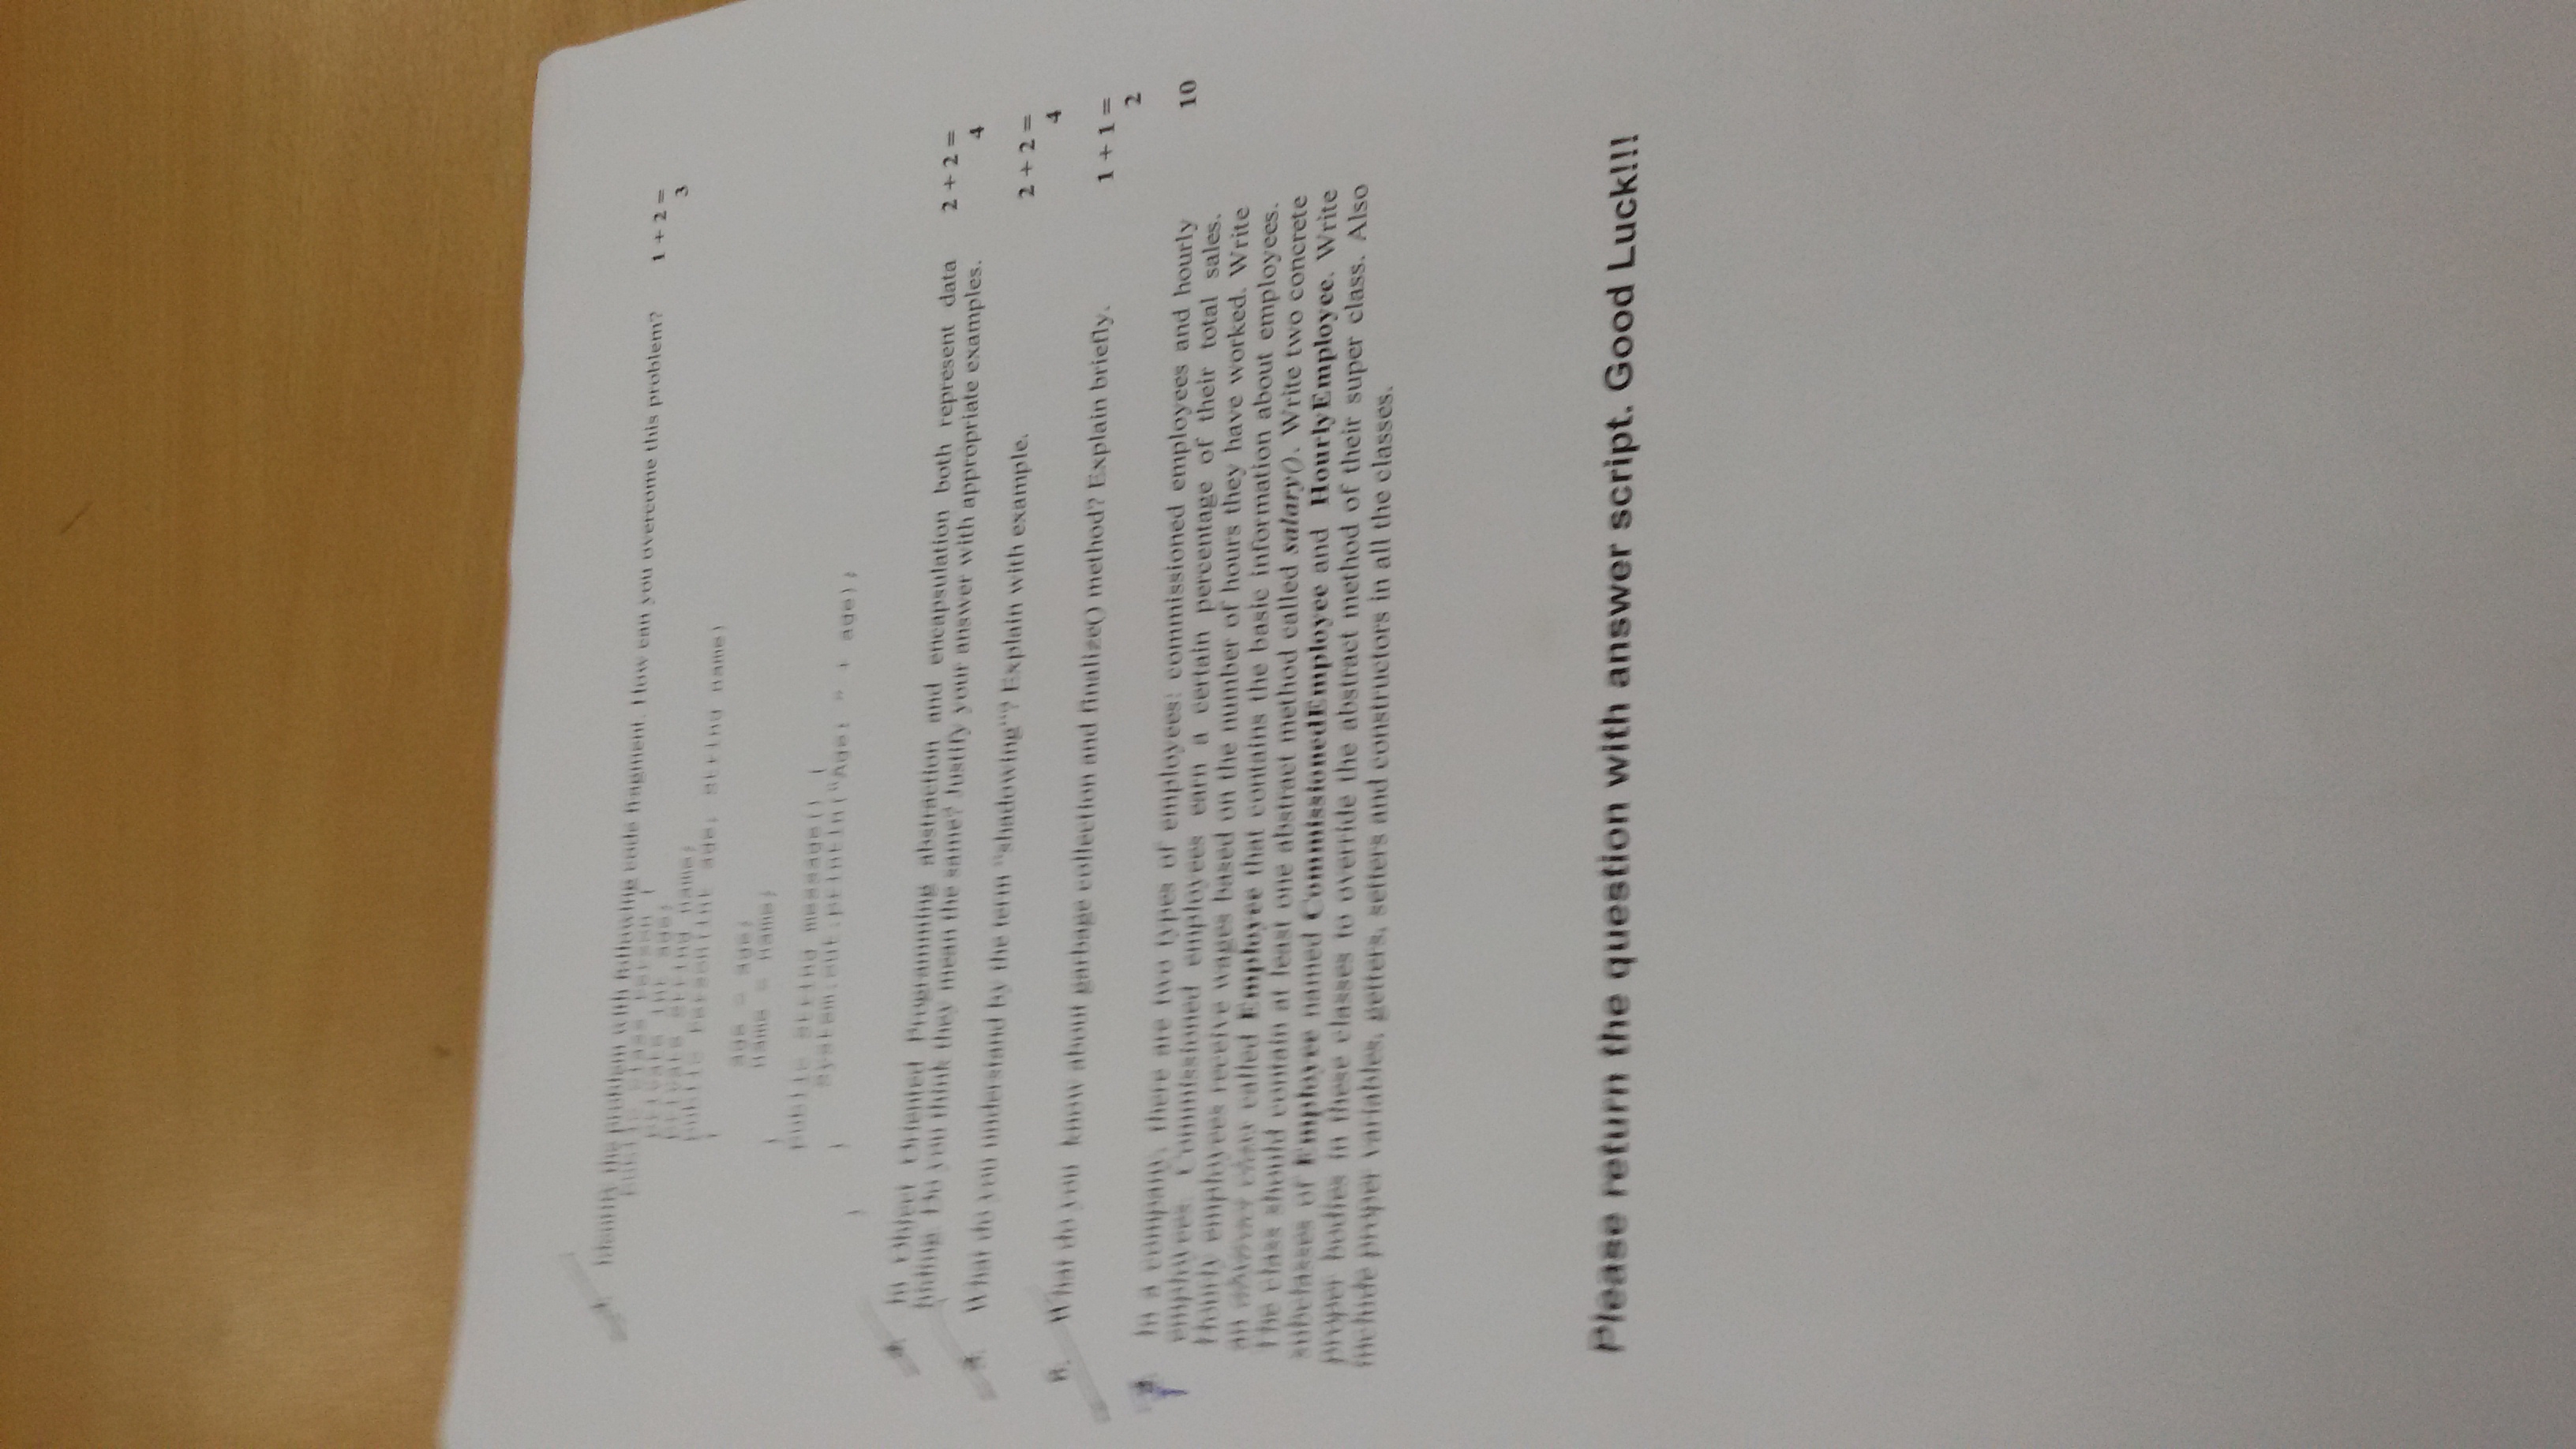 Identify the problem with following code fragment. How can you overcome this problem? 1 + 2 =
3
public class Person {
private int age;
private String name;
public Person(int age, String name)
{
age = age;
name = name;
}
public String message() {
System.out.println("Age: " + age);
}
}
In Object Oriented Programming abstraction and encapsulation both represent data 2 + 2 =
hiding. Do you think they mean the same? Justify your answer with appropriate examples. 4
What do you understand by the term "shadowing"? Explain with example. 2 + 2 =
4
What do you know about garbage collection and finalize() method? Explain briefly. 1 + 1 =
2
In a company, there are two types of employees: commissioned employees and hourly 10
employees. Commissioned employees earn a certain percentage of their total sales.
Hourly employees receive wages based on the number of hours they have worked. Write
an abstract class called Employee that contains the basic information about employees.
The class should contain at least one abstract method called salary(). Write two concrete
subclasses of Employee named CommissionedEmployee and HourlyEmployee. Write
proper bodies in these classes to override the abstract method of their super class. Also
include proper variables, getters, setters and constructors in all the classes.
Please return the question with answer script. Good Luck!!!